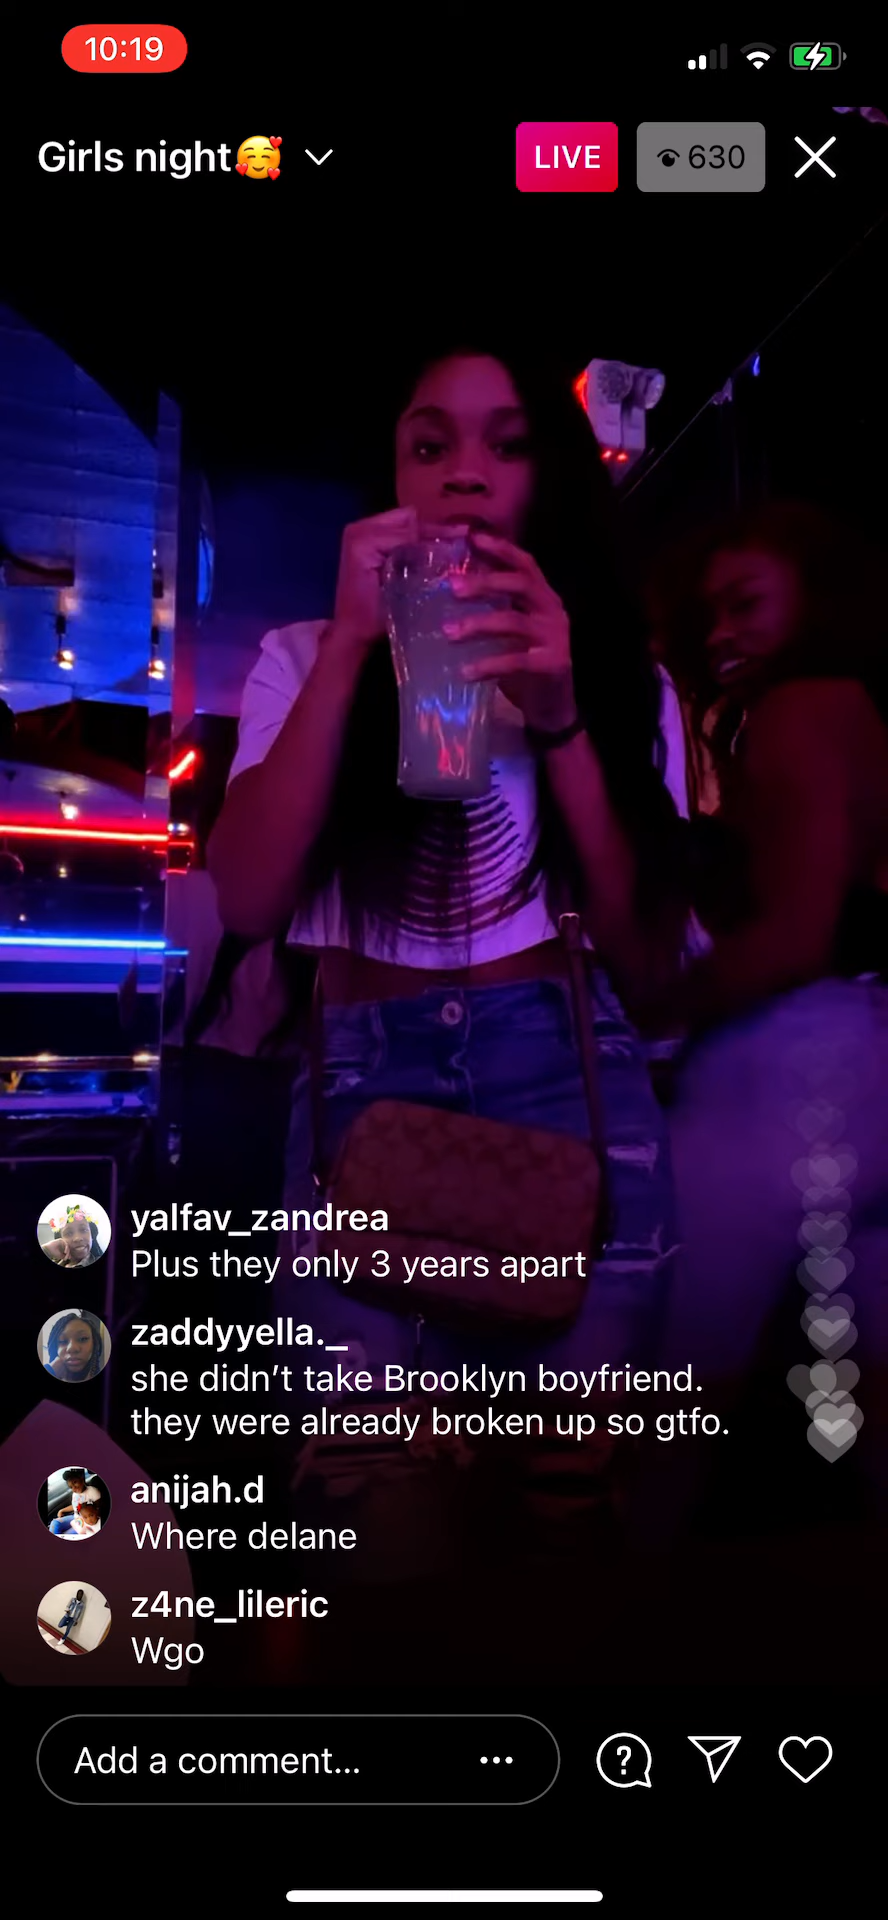 10:19
Girls night🥰
LIVE
630
yalfav_zandrea
Plus they only 3 years apart
zaddyyella._
she didn’t take Brooklyn boyfriend.
they were already broken up so gtfo.
anijah.d
Where delane
z4ne_lileric
Wgo
Add a comment...